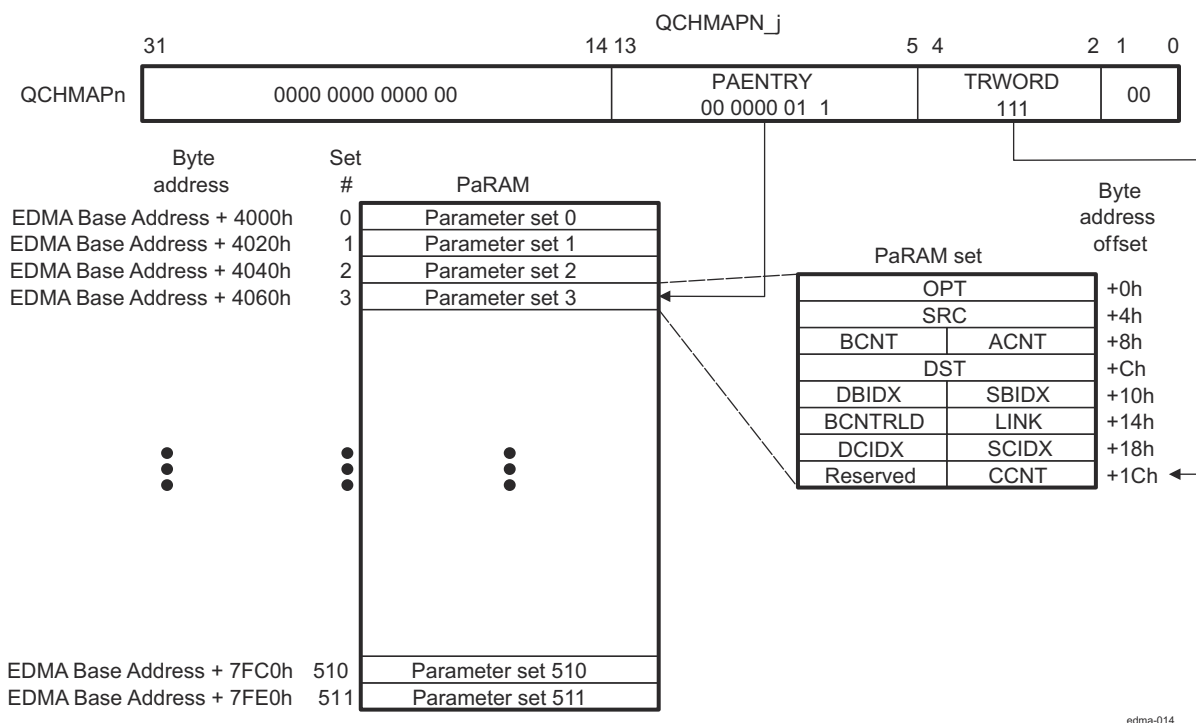 QCHMAPN_j
31 14 13 5 4 2 1 0
QCHMAPn 0000 0000 0000 00 PAENTRY 00 0000 01 1 TRWORD 111 00
Byte address Set # PaRAM
EDMA Base Address + 4000h 0 Parameter set 0
EDMA Base Address + 4020h 1 Parameter set 1
EDMA Base Address + 4040h 2 Parameter set 2
EDMA Base Address + 4060h 3 Parameter set 3
EDMA Base Address + 7FC0h 510 Parameter set 510
EDMA Base Address + 7FE0h 511 Parameter set 511
PaRAM set Byte address offset
OPT +0h
SRC +4h
BCNT ACNT +8h
DST +Ch
DBIDX SBIDX +10h
BCNTRLD LINK +14h
DCIDX SCIDX +18h
Reserved CCNT +1Ch
edma-014